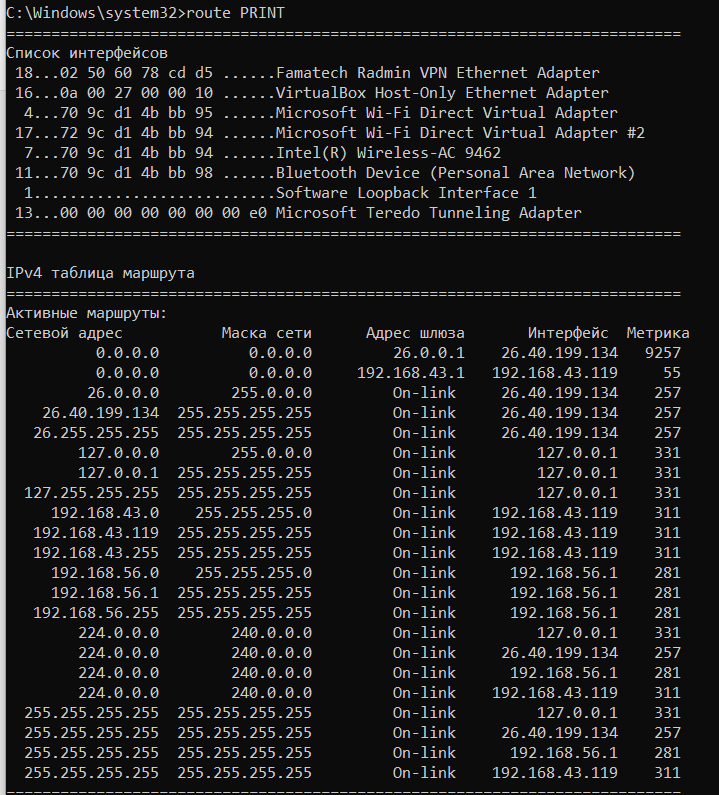 C:\Windows\system32>route PRINT
===========================================================================
Список интерфейсов
 18...02 50 60 78 cd d5 ......Famatech Radmin VPN Ethernet Adapter
 16...0a 00 27 00 00 10 ......VirtualBox Host-Only Ethernet Adapter
  4...70 9c d1 4b bb 95 ......Microsoft Wi-Fi Direct Virtual Adapter
 17...72 9c d1 4b bb 94 ......Microsoft Wi-Fi Direct Virtual Adapter #2
  7...70 9c d1 4b bb 94 ......Intel(R) Wireless-AC 9462
 11...70 9c d1 4b bb 98 ......Bluetooth Device (Personal Area Network)
  1...........................Software Loopback Interface 1
 13...00 00 00 00 00 00 00 e0 Microsoft Teredo Tunneling Adapter
===========================================================================
IPv4 таблица маршрута
===========================================================================
Активные маршруты:
Сетевой адрес           Маска сети      Адрес шлюза       Интерфейс  Метрика
          0.0.0.0          0.0.0.0         26.0.0.1    26.40.199.134   9257
          0.0.0.0          0.0.0.0     192.168.43.1   192.168.43.119     55
         26.0.0.0        255.0.0.0         On-link     26.40.199.134    257
    26.40.199.134  255.255.255.255         On-link     26.40.199.134    257
   26.255.255.255  255.255.255.255         On-link     26.40.199.134    257
        127.0.0.0        255.0.0.0         On-link         127.0.0.1    331
        127.0.0.1  255.255.255.255         On-link         127.0.0.1    331
  127.255.255.255  255.255.255.255         On-link         127.0.0.1    331
     192.168.43.0    255.255.255.0         On-link    192.168.43.119    311
   192.168.43.119  255.255.255.255         On-link    192.168.43.119    311
   192.168.43.255  255.255.255.255         On-link    192.168.43.119    311
     192.168.56.0    255.255.255.0         On-link      192.168.56.1    281
     192.168.56.1  255.255.255.255         On-link      192.168.56.1    281
   192.168.56.255  255.255.255.255         On-link      192.168.56.1    281
        224.0.0.0        240.0.0.0         On-link         127.0.0.1    331
        224.0.0.0        240.0.0.0         On-link     26.40.199.134    257
        224.0.0.0        240.0.0.0         On-link      192.168.56.1    281
        224.0.0.0        240.0.0.0         On-link    192.168.43.119    311
  255.255.255.255  255.255.255.255         On-link         127.0.0.1    331
  255.255.255.255  255.255.255.255         On-link     26.40.199.134    257
  255.255.255.255  255.255.255.255         On-link      192.168.56.1    281
  255.255.255.255  255.255.255.255         On-link    192.168.43.119    311
===========================================================================